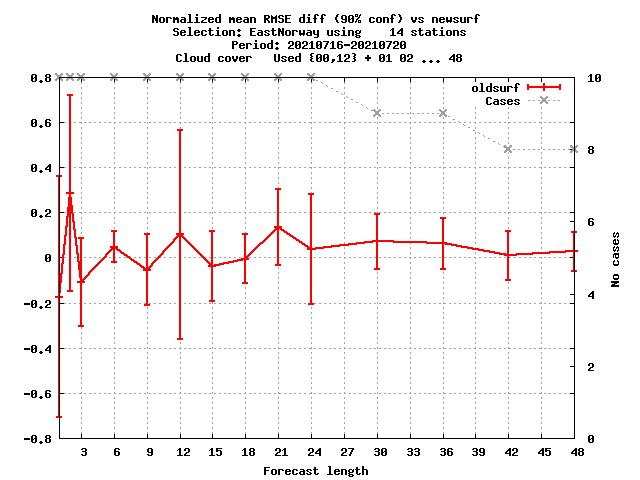 Normalized mean RMSE diff (90% conf) vs newsurf
Selection: EastNorway using    14 stations
Period: 20210716-20210720
Cloud cover   Used {00,12} + 01 02 ... 48
oldsurf
Cases
0.8
0.6
0.4
0.2
0
-0.2
-0.4
-0.6
-0.8
10
8
6
4
2
0
No cases
3 6 9 12 15 18 21 24 27 30 33 36 39 42 45 48
Forecast length